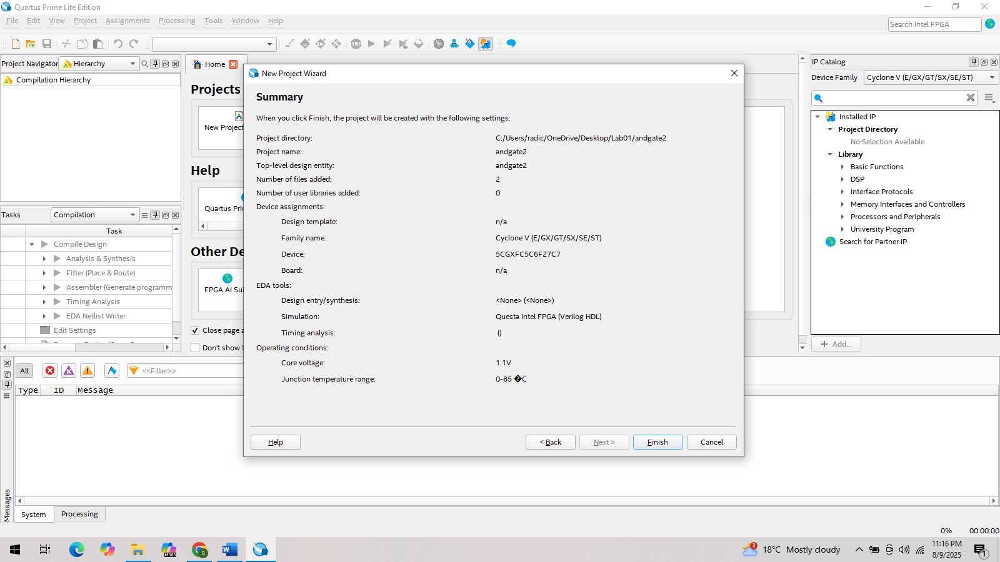 Quartus Prime Lite Edition
File Edit View Project Assignments Processing Tools Window Help
Search Intel FPGA
Project Navigator Hierarchy
Compilation Hierarchy
Home
Projects
New Project
Help
Quartus Pri
Other De
FPGA AI Sui
Close page a
Don't show t
Tasks Compilation
Task
Compile Design
Analysis & Synthesis
Fitter (Place & Route)
Assembler (Generate programm
Timing Analysis
EDA Netlist Writer
Edit Settings
New Project Wizard
Summary
When you click Finish, the project will be created with the following settings:
Project directory: C:/Users/radic/OneDrive/Desktop/Lab01/andgate2
Project name: andgate2
Top-level design entity: andgate2
Number of files added: 2
Number of user libraries added: 0
Device assignments:
Design template: n/a
Family name: Cyclone V (E/GX/GT/SX/SE/ST)
Device: 5CGXFC5C6F27C7
Board: n/a
EDA tools:
Design entry/synthesis: <None> (<None>)
Simulation: Questa Intel FPGA (Verilog HDL)
Timing analysis: ()
Operating conditions:
Core voltage: 1.1V
Junction temperature range: 0-85 �C
Help < Back Next > Finish Cancel
IP Catalog
Device Family Cyclone V (E/GX/GT/SX/SE/ST)
Installed IP
Project Directory
No Selection Available
Library
Basic Functions
DSP
Interface Protocols
Memory Interfaces and Controllers
Processors and Peripherals
University Program
Search for Partner IP
+ Add...
All <<Filter>>
Type ID Message
Messages
System Processing
0% 00:00:00
M365
S
W
3
18°C Mostly cloudy
11:16 PM
8/9/2025
1